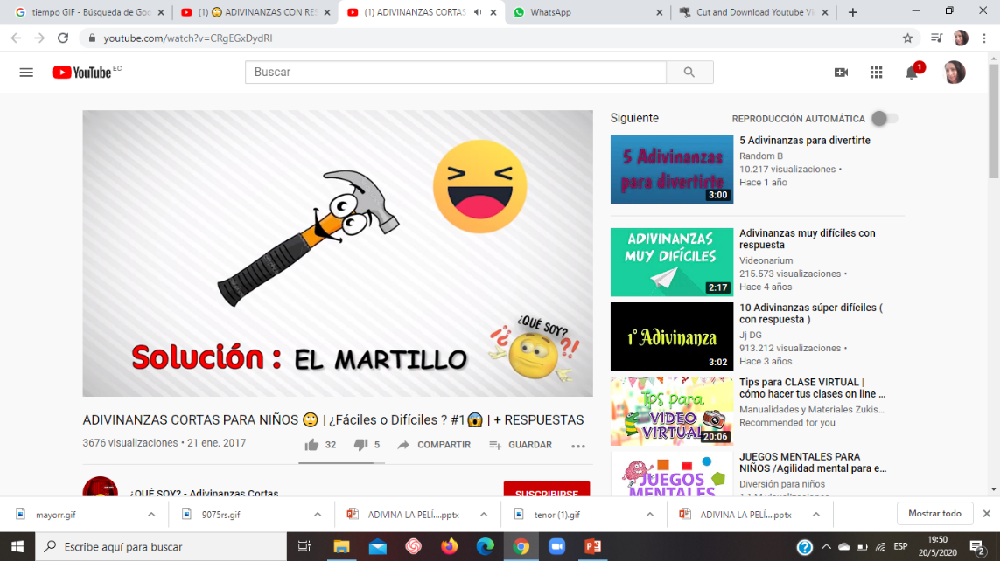 tiempo GIF - Búsqueda de Goo
(1) 🙄 ADIVINANZAS CON RES
(1) ADIVINANZAS CORTAS
WhatsApp
Cut and Download Youtube Vi
youtube.com/watch?v=CRgEGxDydRI
YouTube EC
Buscar
1
Solución : EL MARTILLO
¿QUÉ SOY?
¿¡ ?!
ADIVINANZAS CORTAS PARA NIÑOS 🙄 | ¿Fáciles o Difíciles ? #1😱 | + RESPUESTAS
3676 visualizaciones • 21 ene. 2017
32
5
COMPARTIR
GUARDAR
¿QUÉ SOY? - Adivinanzas Cortas
SUSCRIBIRSE
Siguiente
REPRODUCCIÓN AUTOMÁTICA
5 Adivinanzas
para divertirte
3:00
5 Adivinanzas para divertirte
Random B
10.217 visualizaciones •
Hace 1 año
ADIVINANZAS
MUY DIFÍCILES
2:17
Adivinanzas muy difíciles con
respuesta
Videonarium
215.573 visualizaciones •
Hace 4 años
1° Adivinanza
3:02
10 Adivinanzas súper difíciles (
con respuesta )
Jj DG
913.212 visualizaciones •
Hace 3 años
Tips para
VIDEO
VIRTUAL
20:06
Tips para CLASE VIRTUAL |
cómo hacer tus clases on line ...
Manualidades y Materiales Zukis...
Recommended for you
JUEGOS
MENTALES
JUEGOS MENTALES PARA
NIÑOS /Agilidad mental para e...
Diversión para niños
mayorr.gif
9075rs.gif
ADIVINA LA PELÍ....pptx
tenor (1).gif
ADIVINA LA PELÍ....pptx
Mostrar todo
Escribe aquí para buscar
ESP
19:50
20/5/2020
2